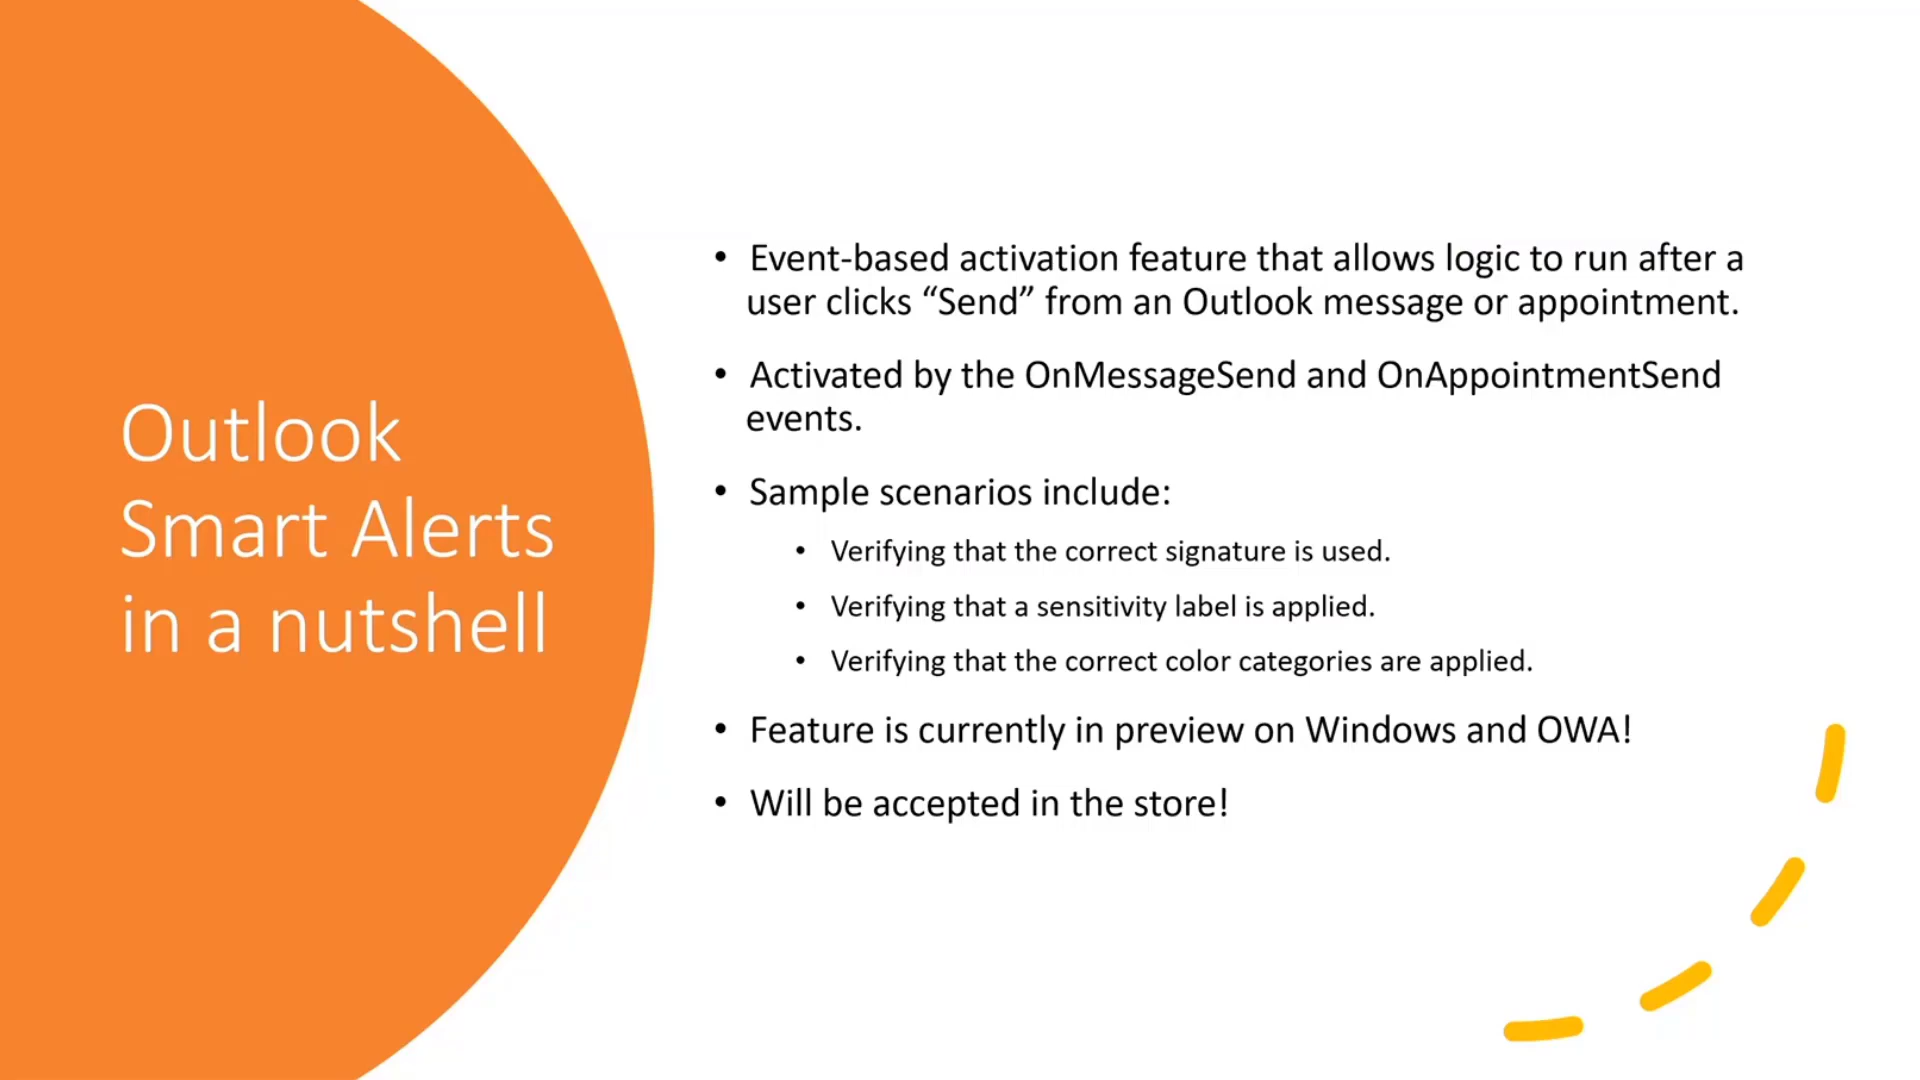 Outlook
Smart Alerts
in a nutshell
• Event-based activation feature that allows logic to run after a
user clicks “Send” from an Outlook message or appointment.
• Activated by the OnMessageSend and OnAppointmentSend
events.
• Sample scenarios include:
• Verifying that the correct signature is used.
• Verifying that a sensitivity label is applied.
• Verifying that the correct color categories are applied.
• Feature is currently in preview on Windows and OWA!
• Will be accepted in the store!